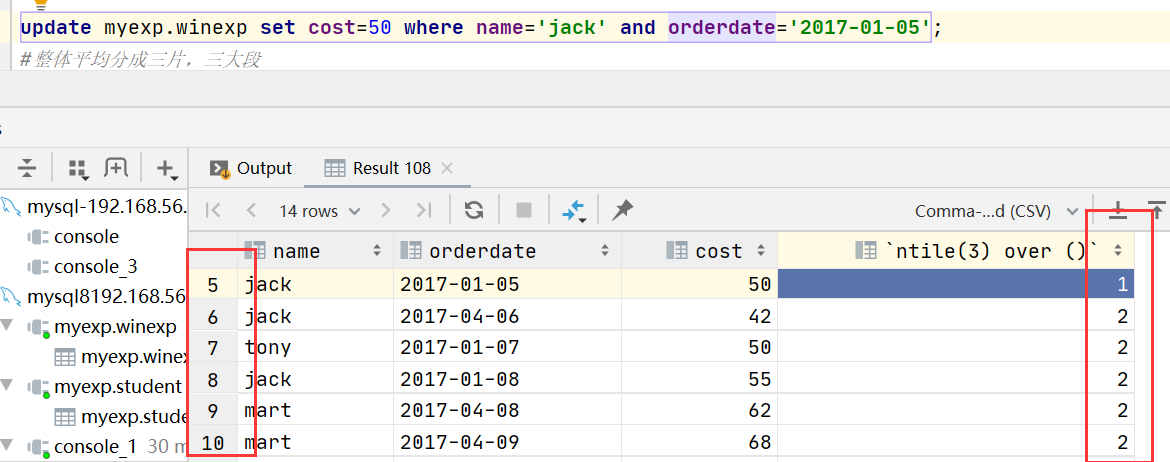 update myexp.winexp set cost=50 where name='jack' and orderdate='2017-01-05';
#整体平均分成三片，三大段
Output
Result 108
mysql-192.168.56.
14 rows
Comma-...d (CSV)
console
name
orderdate
cost
`ntile(3) over ()`
console_3
5
jack
2017-01-05
50
1
mysql8192.168.56
6
jack
2017-04-06
42
2
myexp.winexp
7
tony
2017-01-07
50
2
myexp.wine
8
jack
2017-01-08
55
2
myexp.student
9
mart
2017-04-08
62
2
myexp.stude
10
mart
2017-04-09
68
2
console_1 30 m